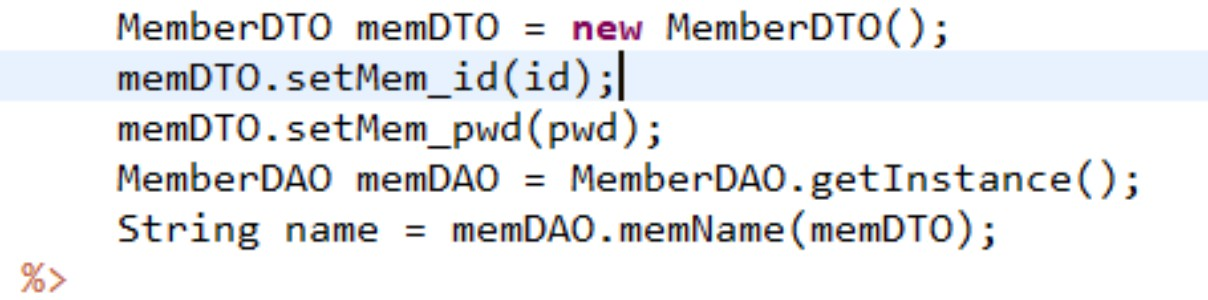 MemberDTO memDTO = new MemberDTO();
memDTO.setMem_id(id);
memDTO.setMem_pwd(pwd);
MemberDAO memDAO = MemberDAO.getInstance();
String name = memDAO.memName(memDTO);
%>